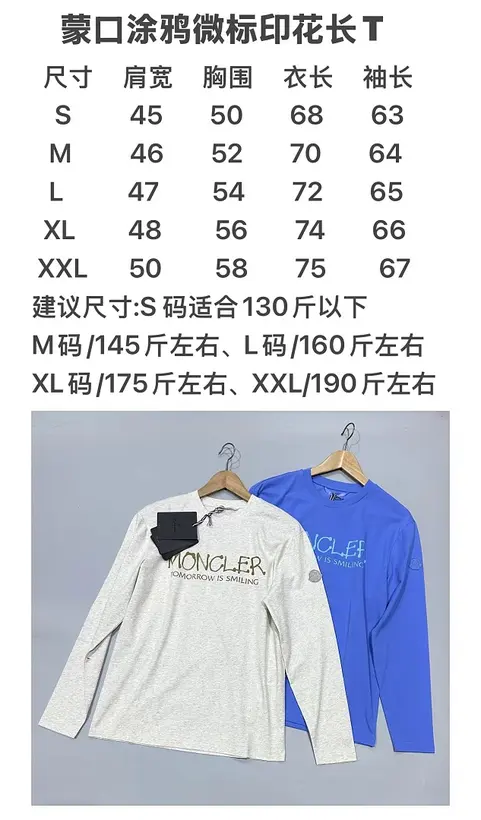 蒙口涂鸦微标印花长T
尺寸 肩宽 胸围 衣长 袖长
S 45 50 68 63
M 46 52 70 64
L 47 54 72 65
XL 48 56 74 66
XXL 50 58 75 67
建议尺寸:S码适合130斤以下
M码/145斤左右、L码/160斤左右
XL码/175斤左右、XXL/190斤左右
MONCLER
TOMORROW IS SMILING
NCLER
OW IS SMILING